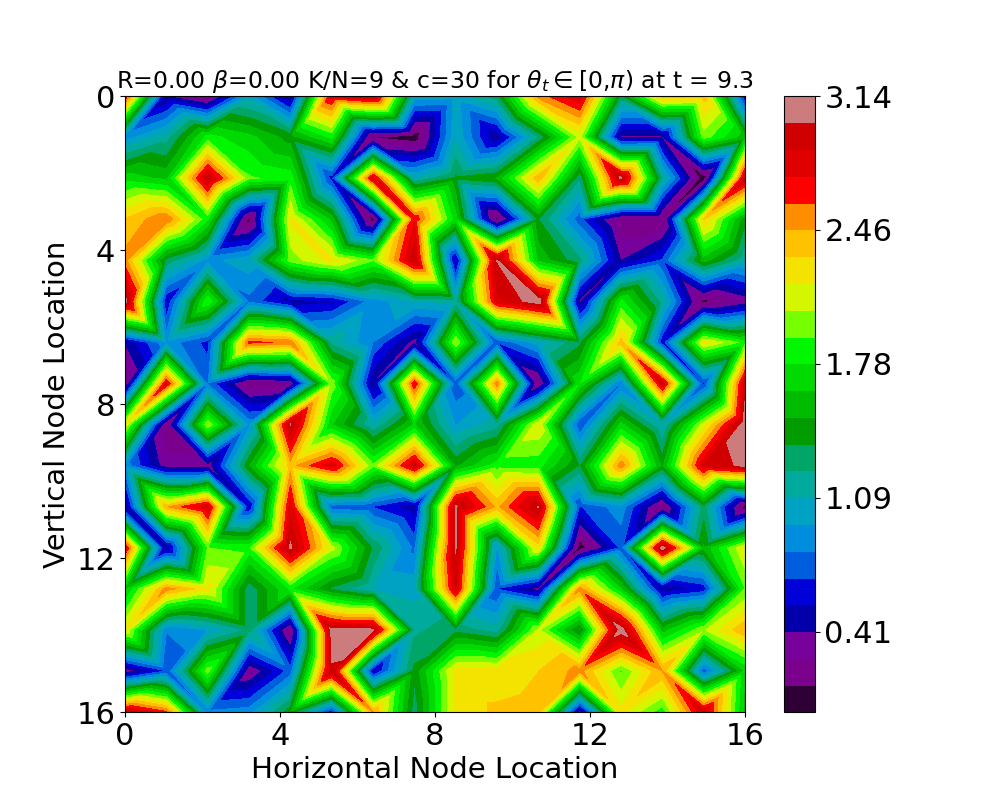 R=0.00 β=0.00 K/N=9 & c=30 for θₜ ∈ [0,π) at t = 9.3
0
4
8
12
16
Vertical Node Location
0 4 8 12 16
Horizontal Node Location
3.14
2.46
1.78
1.09
0.41